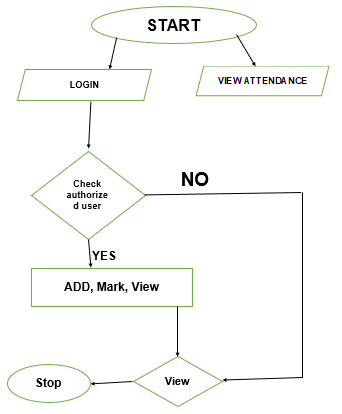 START
LOGIN
VIEW ATTENDANCE
Check
authorize
d user
NO
YES
ADD, Mark, View
View
Stop